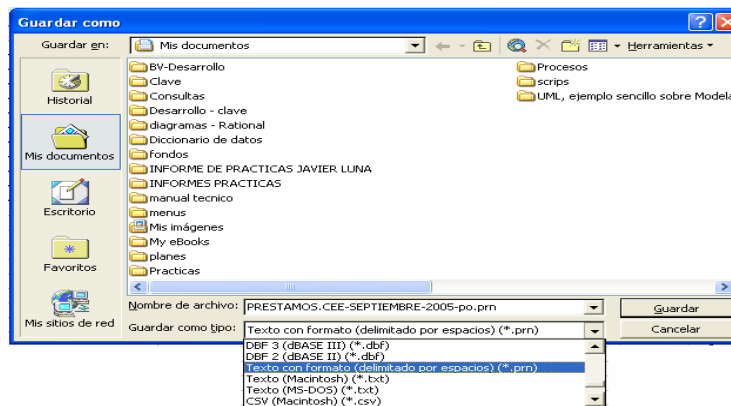 Guardar como
Guardar en:
Mis documentos
Herramientas
Historial
Mis documentos
Escritorio
Favoritos
Mis sitios de red
BV-Desarrollo
Clave
Consultas
Desarrollo - clave
diagramas - Rational
Diccionario de datos
fondos
INFORME DE PRACTICAS JAVIER LUNA
INFORMES PRACTICAS
manual tecnico
menus
Mis imágenes
My eBooks
planes
Practicas
Procesos
scrips
UML, ejemplo sencillo sobre Modela
Nombre de archivo: PRESTAMOS.CEE-SEPTIEMBRE-2005-po.prn
Guardar
Guardar como tipo: Texto con formato (delimitado por espacios) (*.prn)
Cancelar
DBF 3 (dBASE III) (*.dbf)
DBF 2 (dBASE II) (*.dbf)
Texto con formato (delimitado por espacios) (*.prn)
Texto (Macintosh) (*.txt)
Texto (MS-DOS) (*.txt)
CSV (Macintosh) (*.csv)